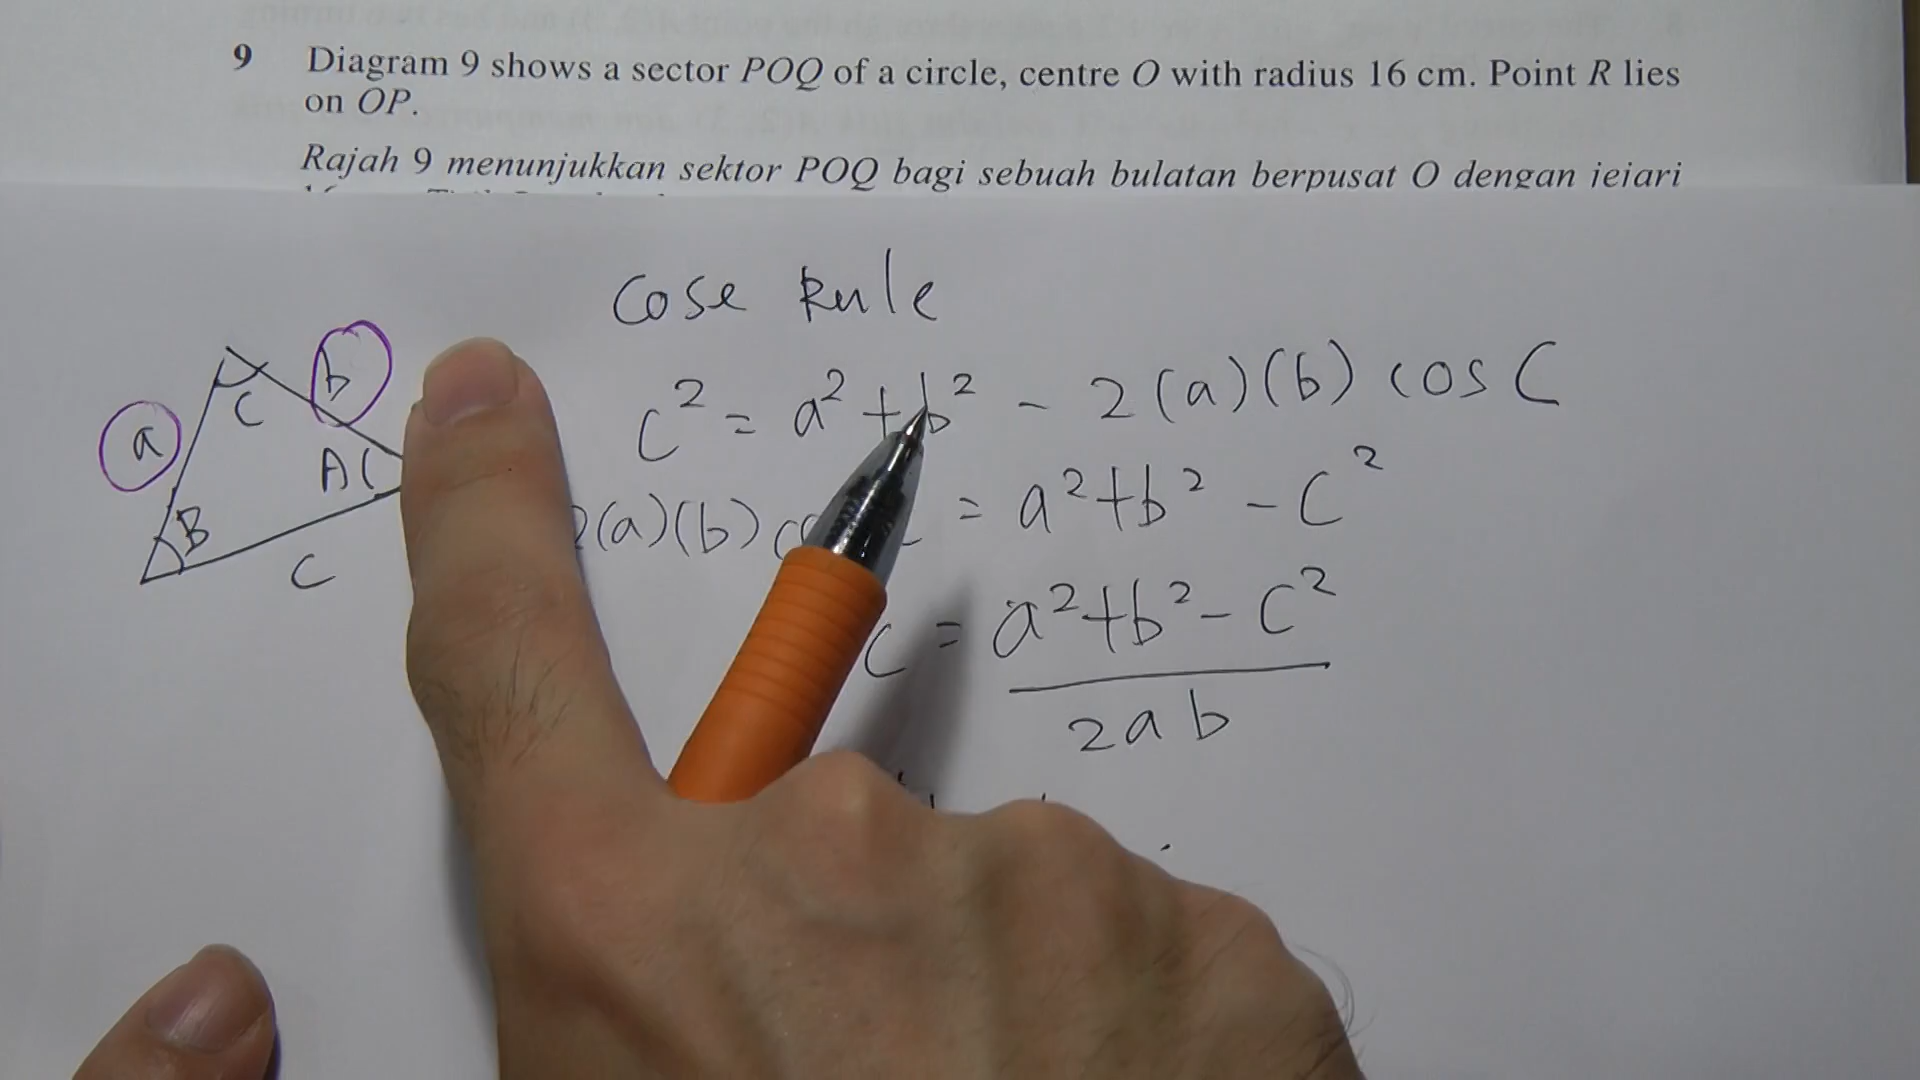 9 Diagram 9 shows a sector POQ of a circle, centre O with radius 16 cm. Point R lies
on OP.
Rajah 9 menunjukkan sektor POQ bagi sebuah bulatan berpusat O dengan jejari
Cose Rule
c² = a² + b² - 2(a)(b) cos C
2(a)(b) = a² + b² - c²
C = a² + b² - c²
2ab
C
b
a
A
B
c